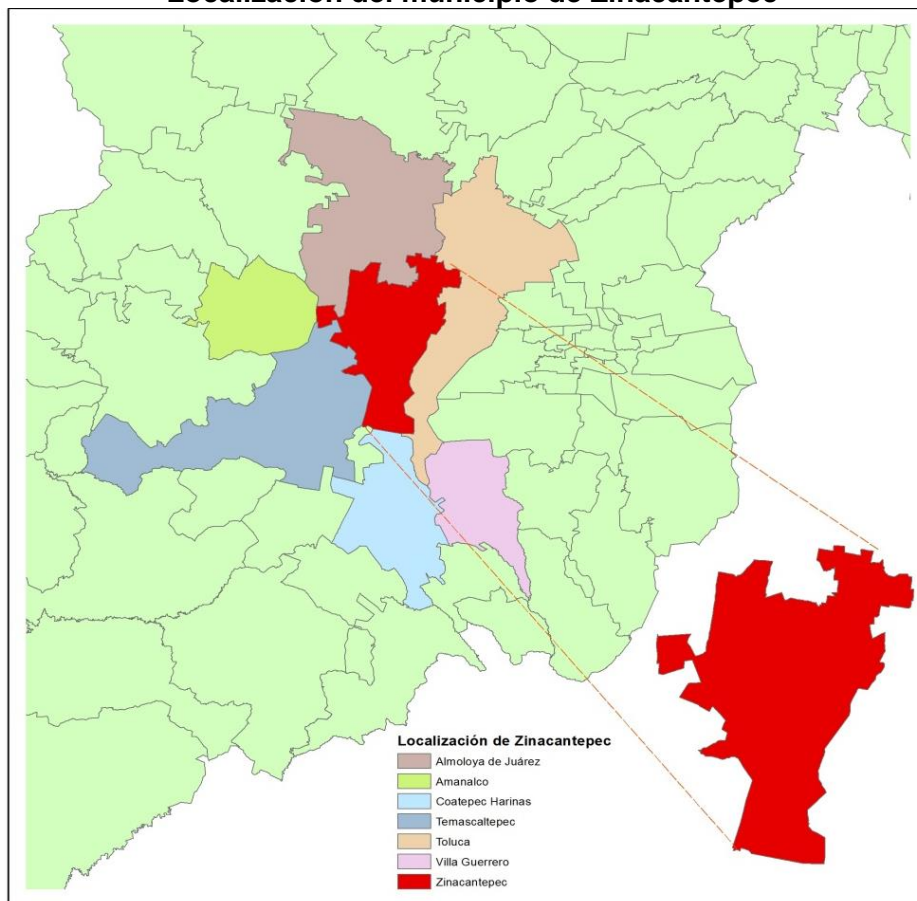 Localización del municipio de Zinacantepec
Localización de Zinacantepec
Almoloya de Juárez
Amanalco
Coatepec Harinas
Temascaltepec
Toluca
Villa Guerrero
Zinacantepec